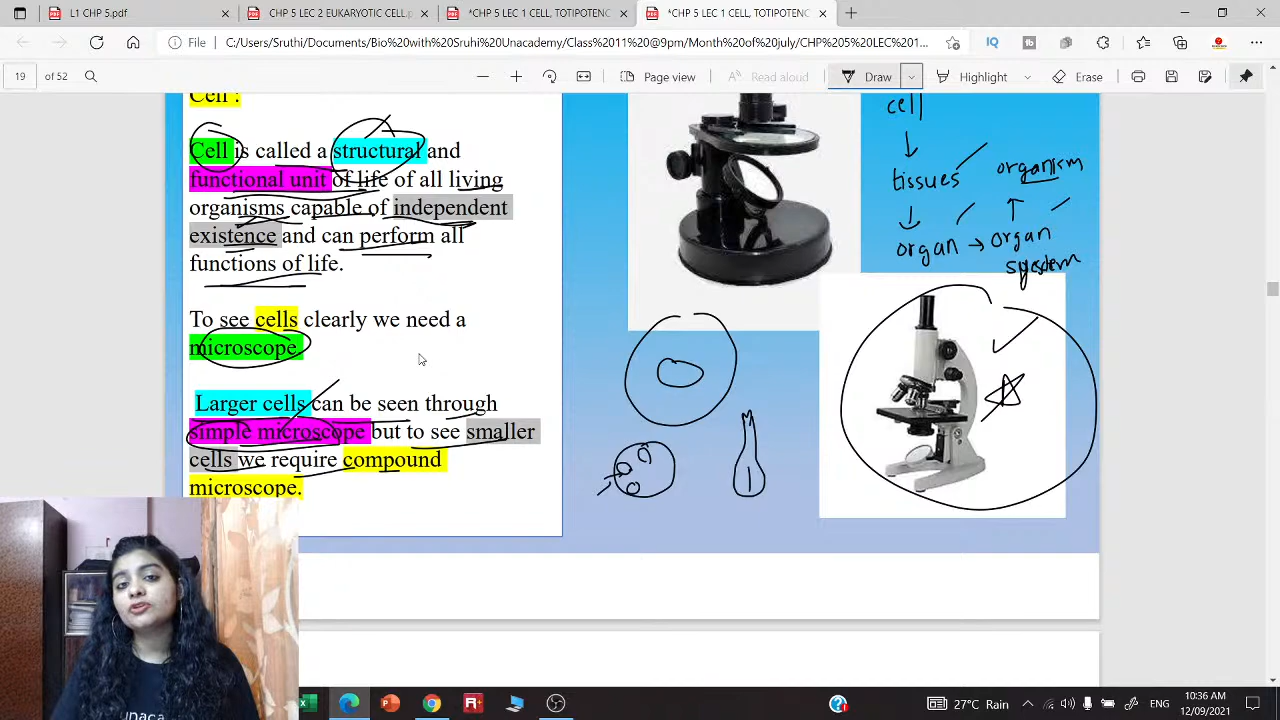 L1 CHP 5.pdf
CHP 5 LEC 2 EUKARYOTIC CELL.p
*CHP 5 LEC 1 CELL, TOTIPOTENC
*CHP 5 LEC 1 CELL, TOTIPOTENC
File
C:/Users/Sruthi/Documents/Bio%20with%20Sruhi%20Unacademy/Class%2011%20@9pm/Month%20of%20july/CHP%205%20LEC%201...
19 of 52
Page view
Read aloud
Draw
Highlight
Erase
Cell :
Cell is called a structural and
functional unit of life of all living
organisms capable of independent
existence and can perform all
functions of life.
To see cells clearly we need a
microscope
Larger cells can be seen through
simple microscope but to see smaller
cells we require compound
microscope.
cell
tissues
organism
organ → organ
system
27°C Rain
10:36 AM
12/09/2021